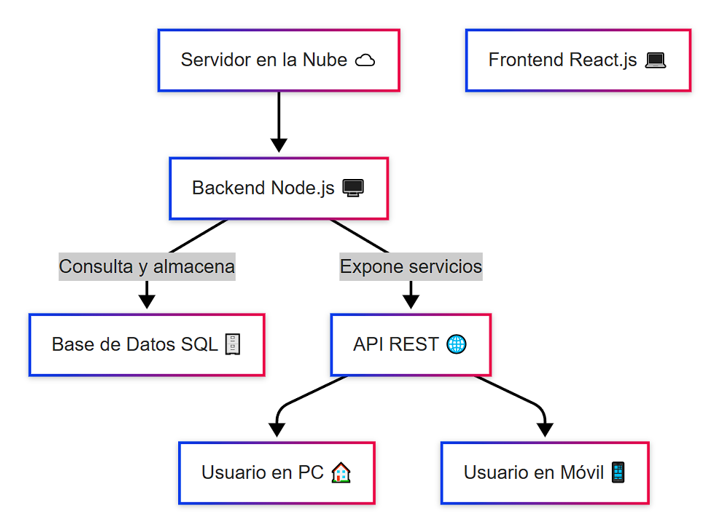 Servidor en la Nube
Frontend React.js
Backend Node.js
Consulta y almacena
Expone servicios
Base de Datos SQL
API REST
Usuario en PC
Usuario en Móvil